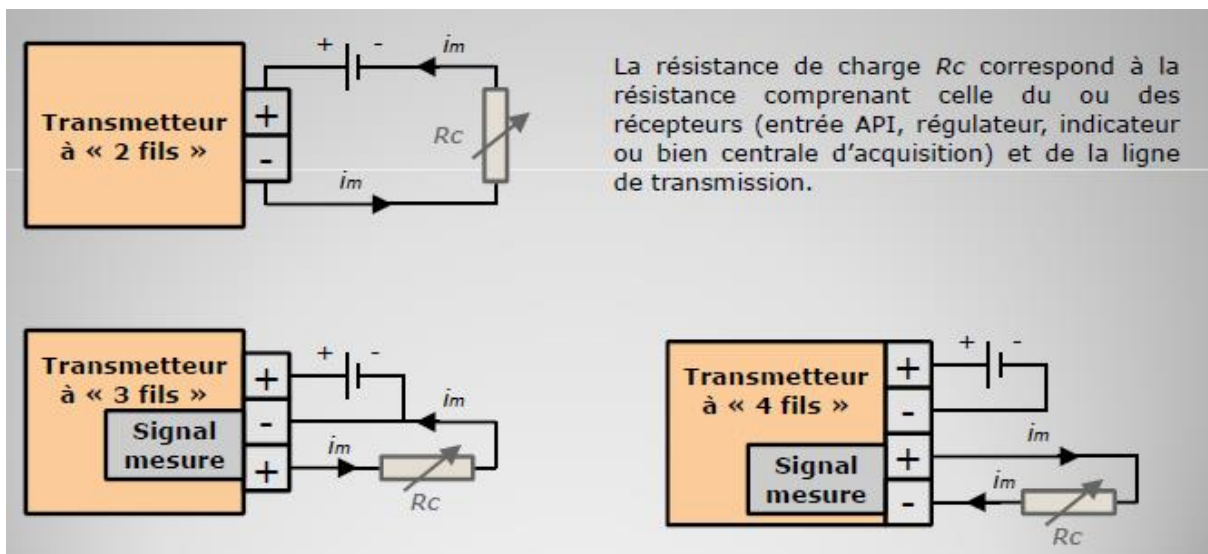 Transmetteur
à « 2 fils »
+
-
+ -
im
Rc
im
La résistance de charge Rc correspond à la
résistance comprenant celle du ou des
récepteurs (entrée API, régulateur, indicateur
ou bien centrale d'acquisition) et de la ligne
de transmission.
Transmetteur
à « 3 fils »
Signal
mesure
+
-
+
+ -
im
im
Rc
Transmetteur
à « 4 fils »
Signal
mesure
+
-
+
-
+ -
im
im
Rc